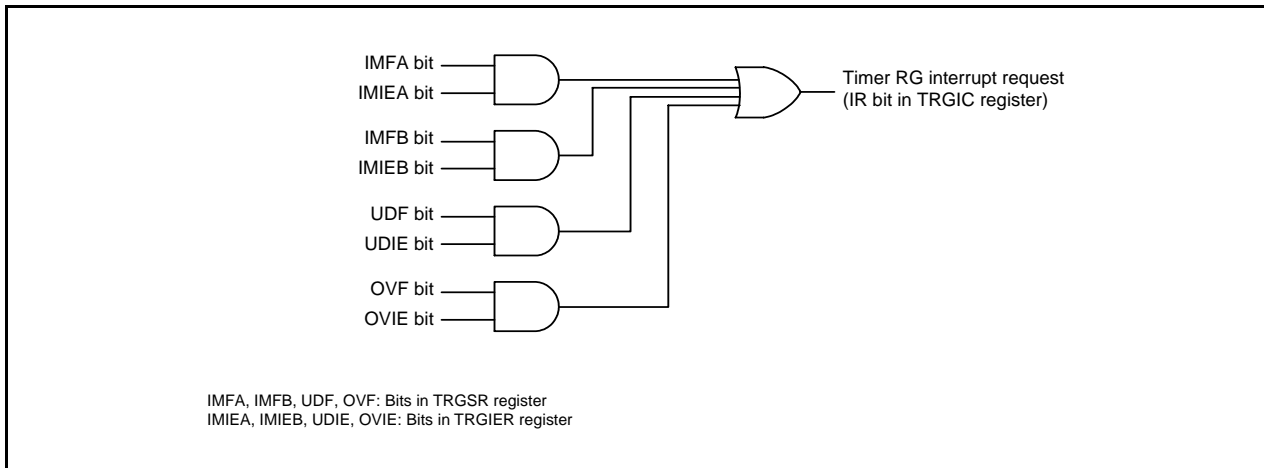 IMFA bit
IMIEA bit
IMFB bit
IMIEB bit
UDF bit
UDIE bit
OVF bit
OVIE bit
Timer RG interrupt request
(IR bit in TRGIC register)
IMFA, IMFB, UDF, OVF: Bits in TRGSR register
IMIEA, IMIEB, UDIE, OVIE: Bits in TRGIER register